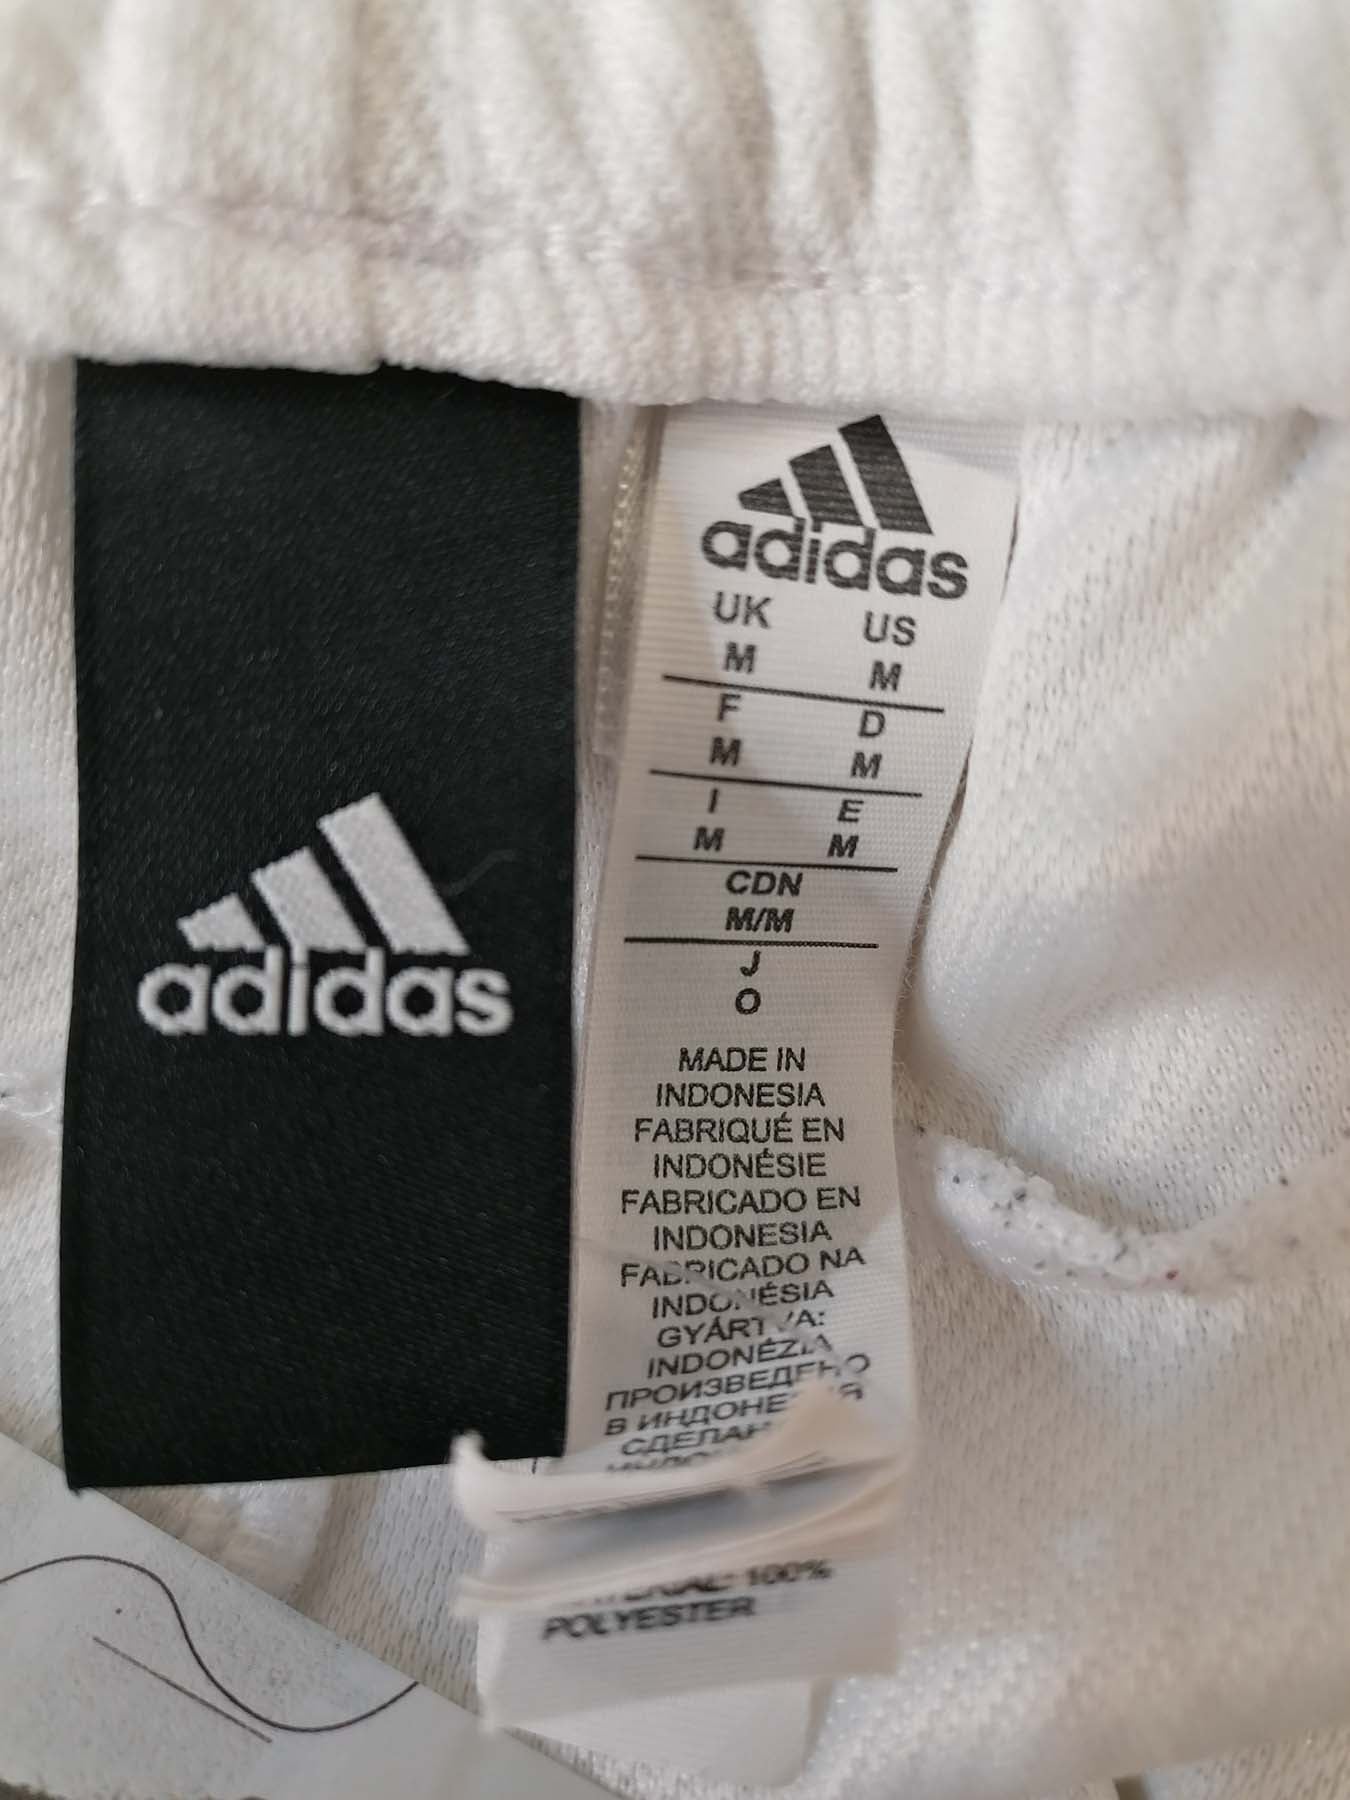 adidas
adidas
UK US
M M
F D
M M
I E
M M
CDN
M/M
J
O
MADE IN
INDONESIA
FABRIQUÉ EN
INDONÉSIE
FABRICADO EN
INDONESIA
FABRICADO NA
INDONÉSIA
INDONÉZIA
ПРОИЗВЕДЕНО
В
100%
POLYESTER